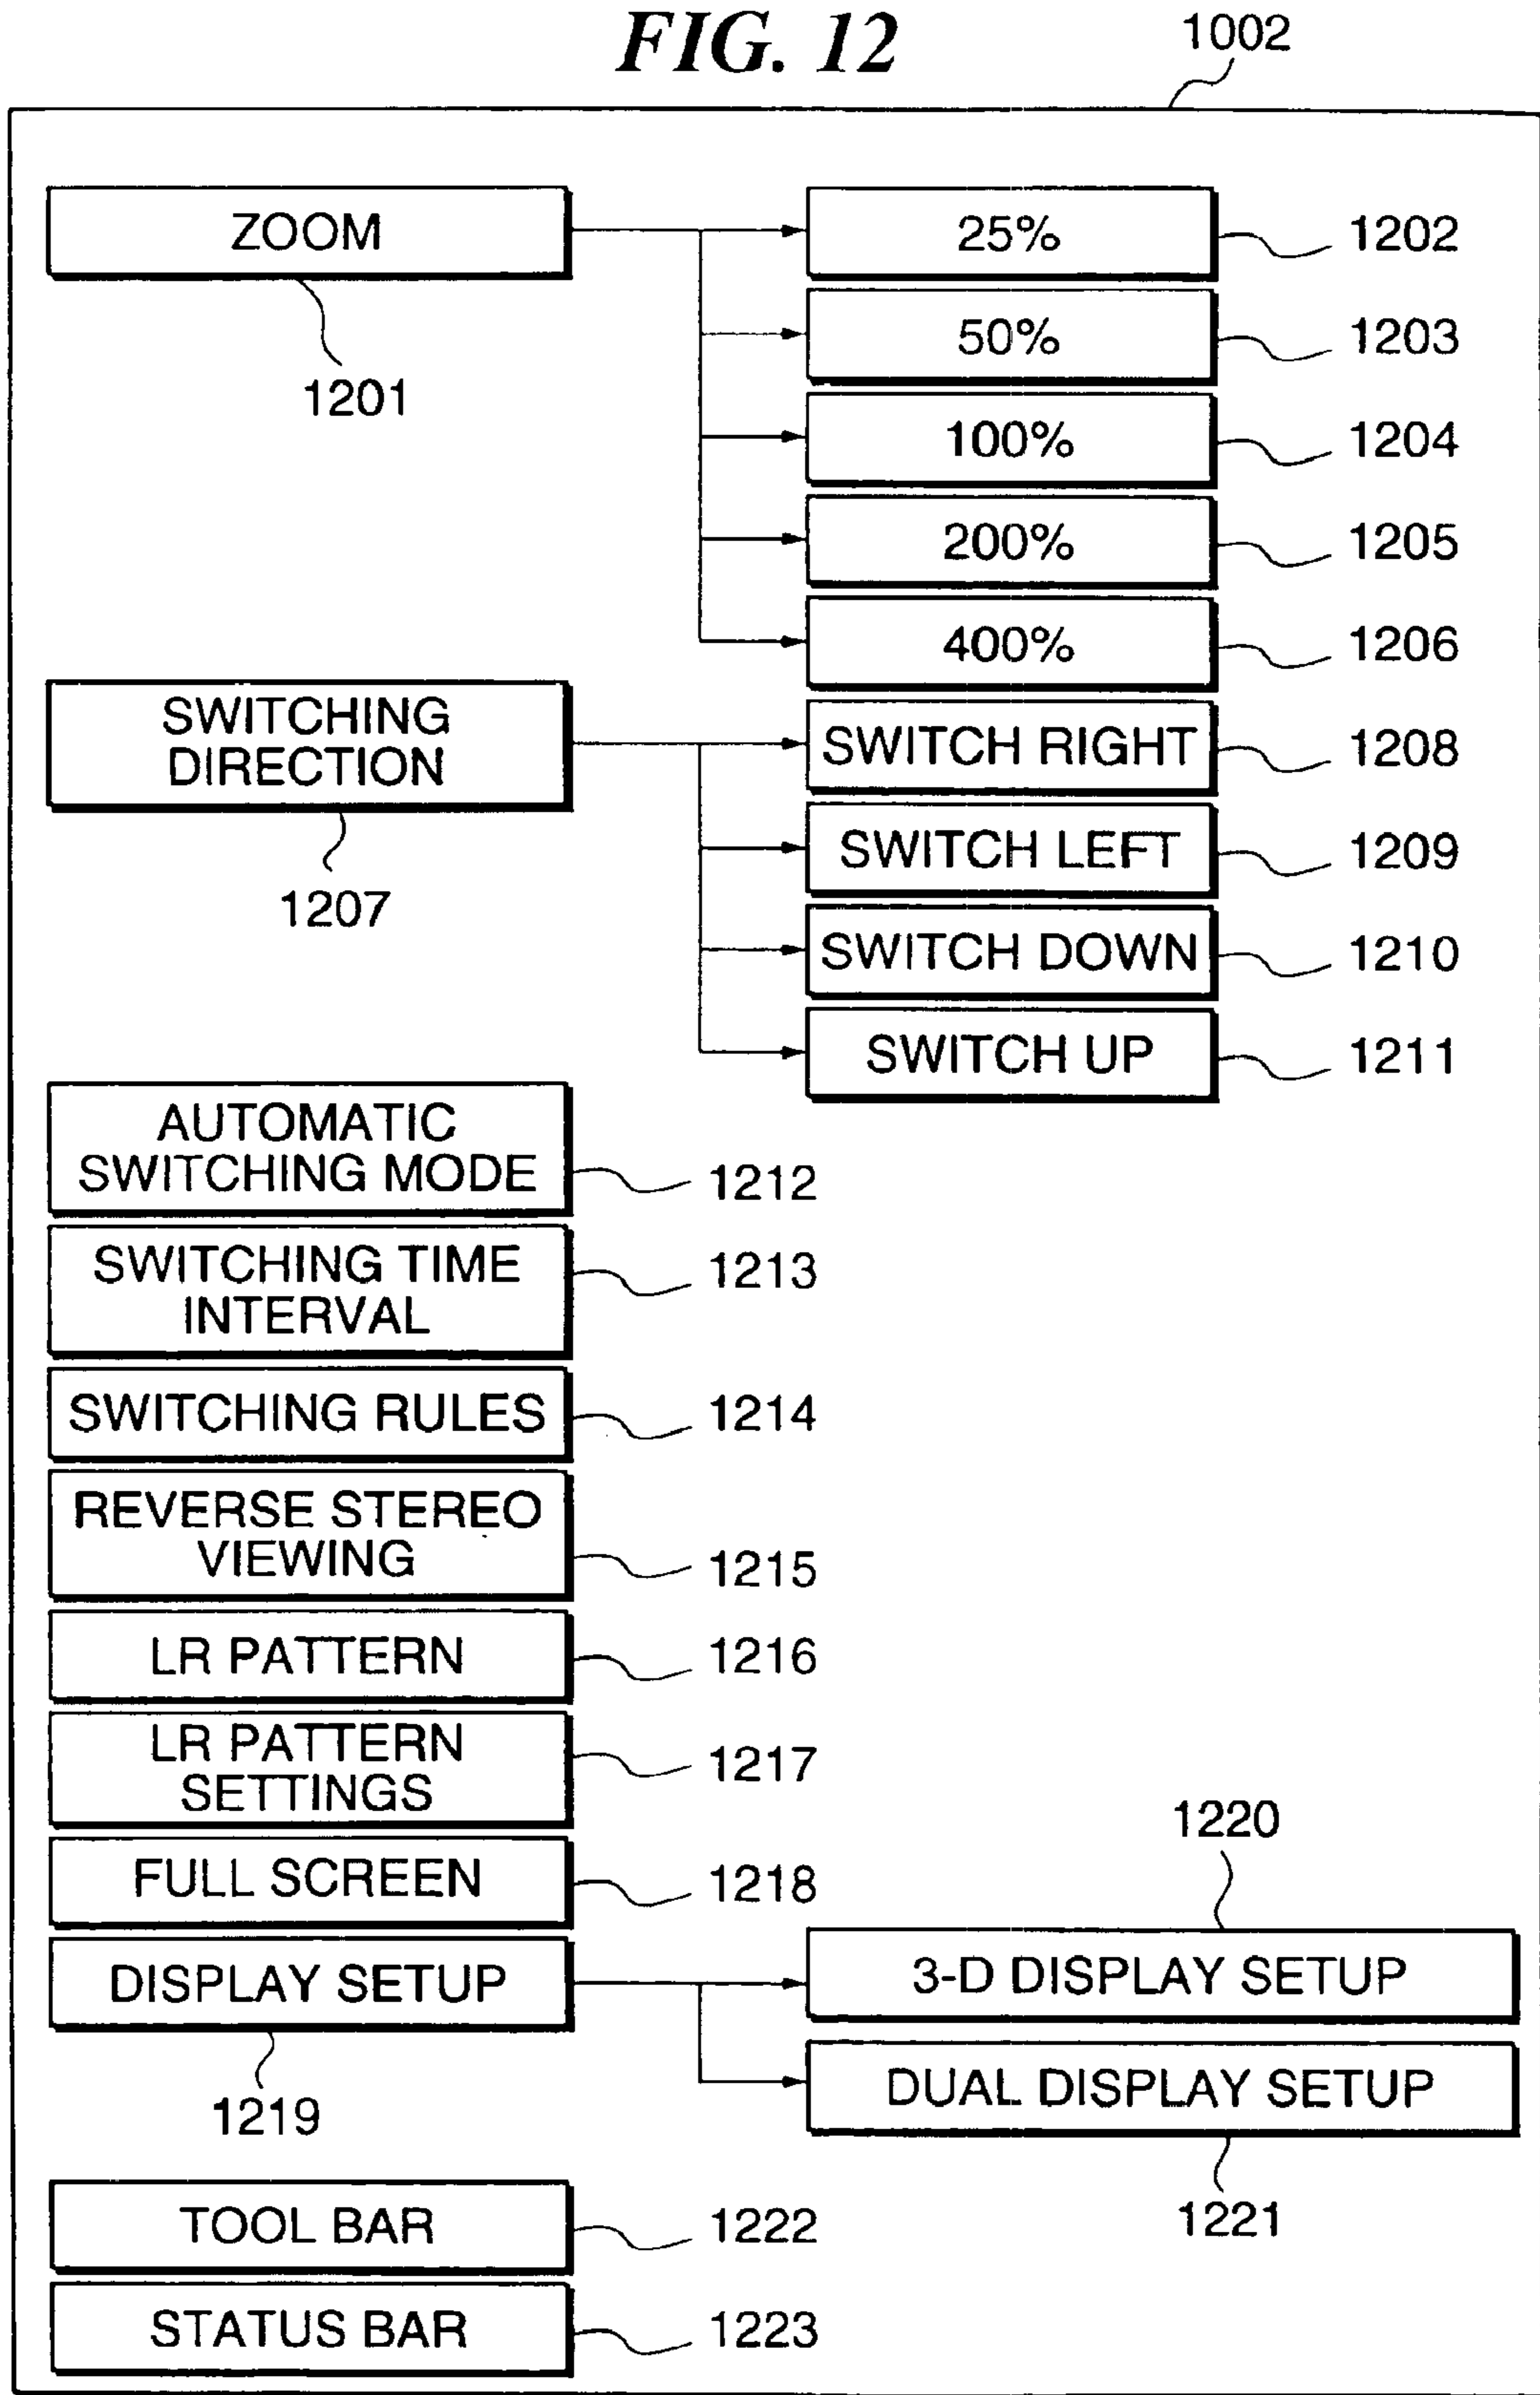 FIG. 12
1002
ZOOM
1201
25%
1202
50%
1203
100%
1204
200%
1205
400%
1206
SWITCHING
DIRECTION
1207
SWITCH RIGHT
1208
SWITCH LEFT
1209
SWITCH DOWN
1210
SWITCH UP
1211
AUTOMATIC
SWITCHING MODE
1212
SWITCHING TIME
INTERVAL
1213
SWITCHING RULES
1214
REVERSE STEREO
VIEWING
1215
LR PATTERN
1216
LR PATTERN
SETTINGS
1217
FULL SCREEN
1218
DISPLAY SETUP
1219
1220
3-D DISPLAY SETUP
DUAL DISPLAY SETUP
1221
TOOL BAR
1222
STATUS BAR
1223